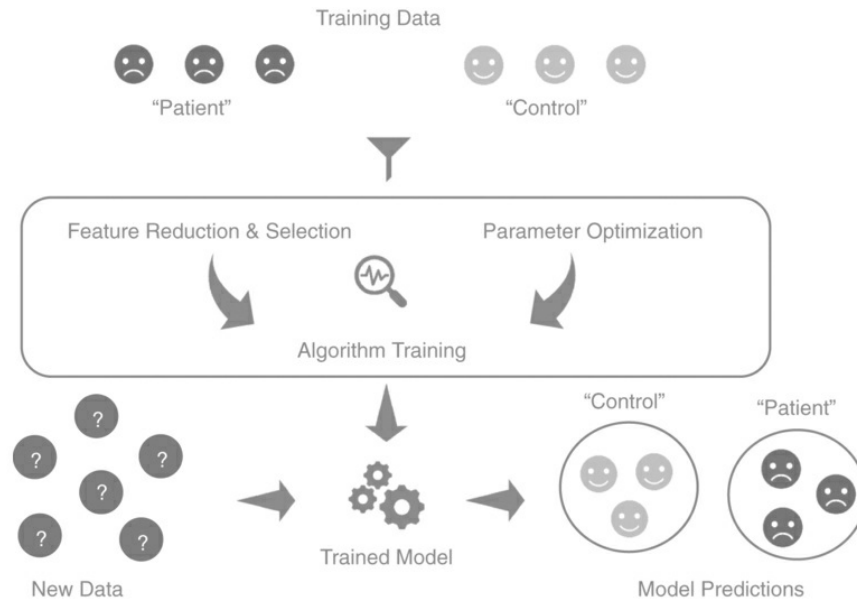 Training Data
“Patient”
“Control”
Feature Reduction & Selection
Parameter Optimization
Algorithm Training
“Control”
“Patient”
?
?
?
?
?
?
Trained Model
New Data
Model Predictions